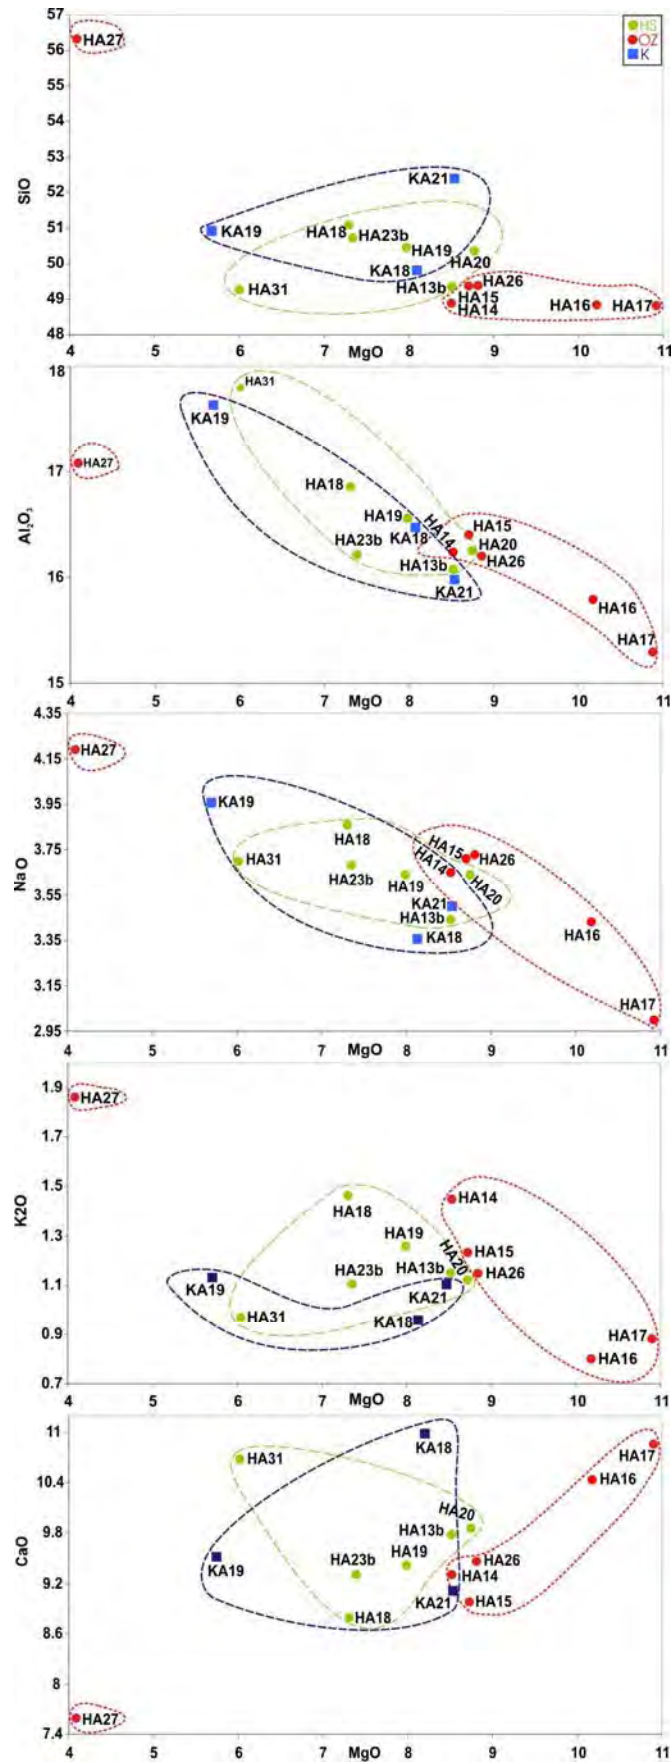 57
56
55
54
53
52
51
50
49
48
SiO
HS
OZ
K
HA27
KA21
KA19
HA18
HA23b
HA19
KA18
HA20
HA31
HA13b
HA26
HA15
HA14
HA16
HA17
4 5 6 7 8 9 10 11
MgO
18
17
16
15
Al₂O₃
HA31
KA19
HA27
HA18
HA19
KA18
HA14
HA15
HA23b
HA20
HA13b
HA26
KA21
HA16
HA17
4 5 6 7 8 9 10 11
MgO
4.35
4.15
3.95
3.75
3.55
3.35
3.15
2.95
Na O
HA27
KA19
HA18
HA15
HA26
HA31
HA14
HA23b
HA19
HA20
KA21
HA13b
KA18
HA16
HA17
4 5 6 7 8 9 10 11
MgO
1.9
1.7
1.5
1.3
1.1
0.9
0.7
K2O
HA27
HA18
HA14
HA19
HA20
HA15
HA13b
HA26
HA23b
KA19
KA21
HA31
KA18
HA17
HA16
4 5 6 7 8 9 10 11
MgO
11
10.4
9.8
9.2
8.6
8
7.4
CaO
KA18
HA31
HA17
HA16
HA20
HA13b
HA19
HA23b
HA26
KA19
HA14
KA21
HA15
HA18
HA27
4 5 6 7 8 9 10 11
MgO